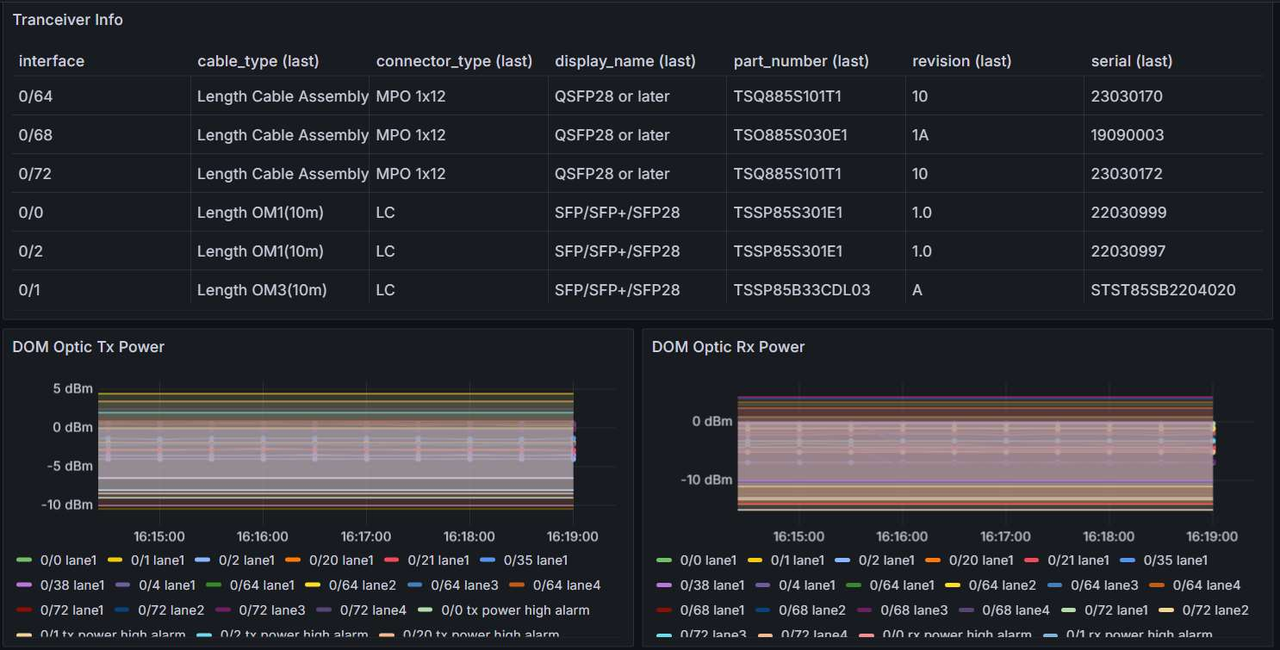 Tranceiver Info
interface cable_type (last) connector_type (last) display_name (last) part_number (last) revision (last) serial (last)
0/64 Length Cable Assembly MPO 1x12 QSFP28 or later TSQ885S101T1 10 23030170
0/68 Length Cable Assembly MPO 1x12 QSFP28 or later TSO885S030E1 1A 19090003
0/72 Length Cable Assembly MPO 1x12 QSFP28 or later TSQ885S101T1 10 23030172
0/0 Length OM1(10m) LC SFP/SFP+/SFP28 TSSP85S301E1 1.0 22030999
0/2 Length OM1(10m) LC SFP/SFP+/SFP28 TSSP85S301E1 1.0 22030997
0/1 Length OM3(10m) LC SFP/SFP+/SFP28 TSSP85B33CDL03 A STST85SB2204020
DOM Optic Tx Power
5 dBm
0 dBm
-5 dBm
-10 dBm
16:15:00 16:16:00 16:17:00 16:18:00 16:19:00
0/0 lane1 0/1 lane1 0/2 lane1 0/20 lane1 0/21 lane1 0/35 lane1
0/38 lane1 0/4 lane1 0/64 lane1 0/64 lane2 0/64 lane3 0/64 lane4
0/72 lane1 0/72 lane2 0/72 lane3 0/72 lane4 0/0 tx power high alarm
0/1 tx power high alarm 0/2 tx power high alarm 0/20 tx power high alarm
DOM Optic Rx Power
0 dBm
-10 dBm
16:15:00 16:16:00 16:17:00 16:18:00 16:19:00
0/0 lane1 0/1 lane1 0/2 lane1 0/20 lane1 0/21 lane1 0/35 lane1
0/38 lane1 0/4 lane1 0/64 lane1 0/64 lane2 0/64 lane3 0/64 lane4
0/68 lane1 0/68 lane2 0/68 lane3 0/68 lane4 0/72 lane1 0/72 lane2
0/72 lane3 0/72 lane4 0/0 rx power high alarm 0/1 rx power high alarm